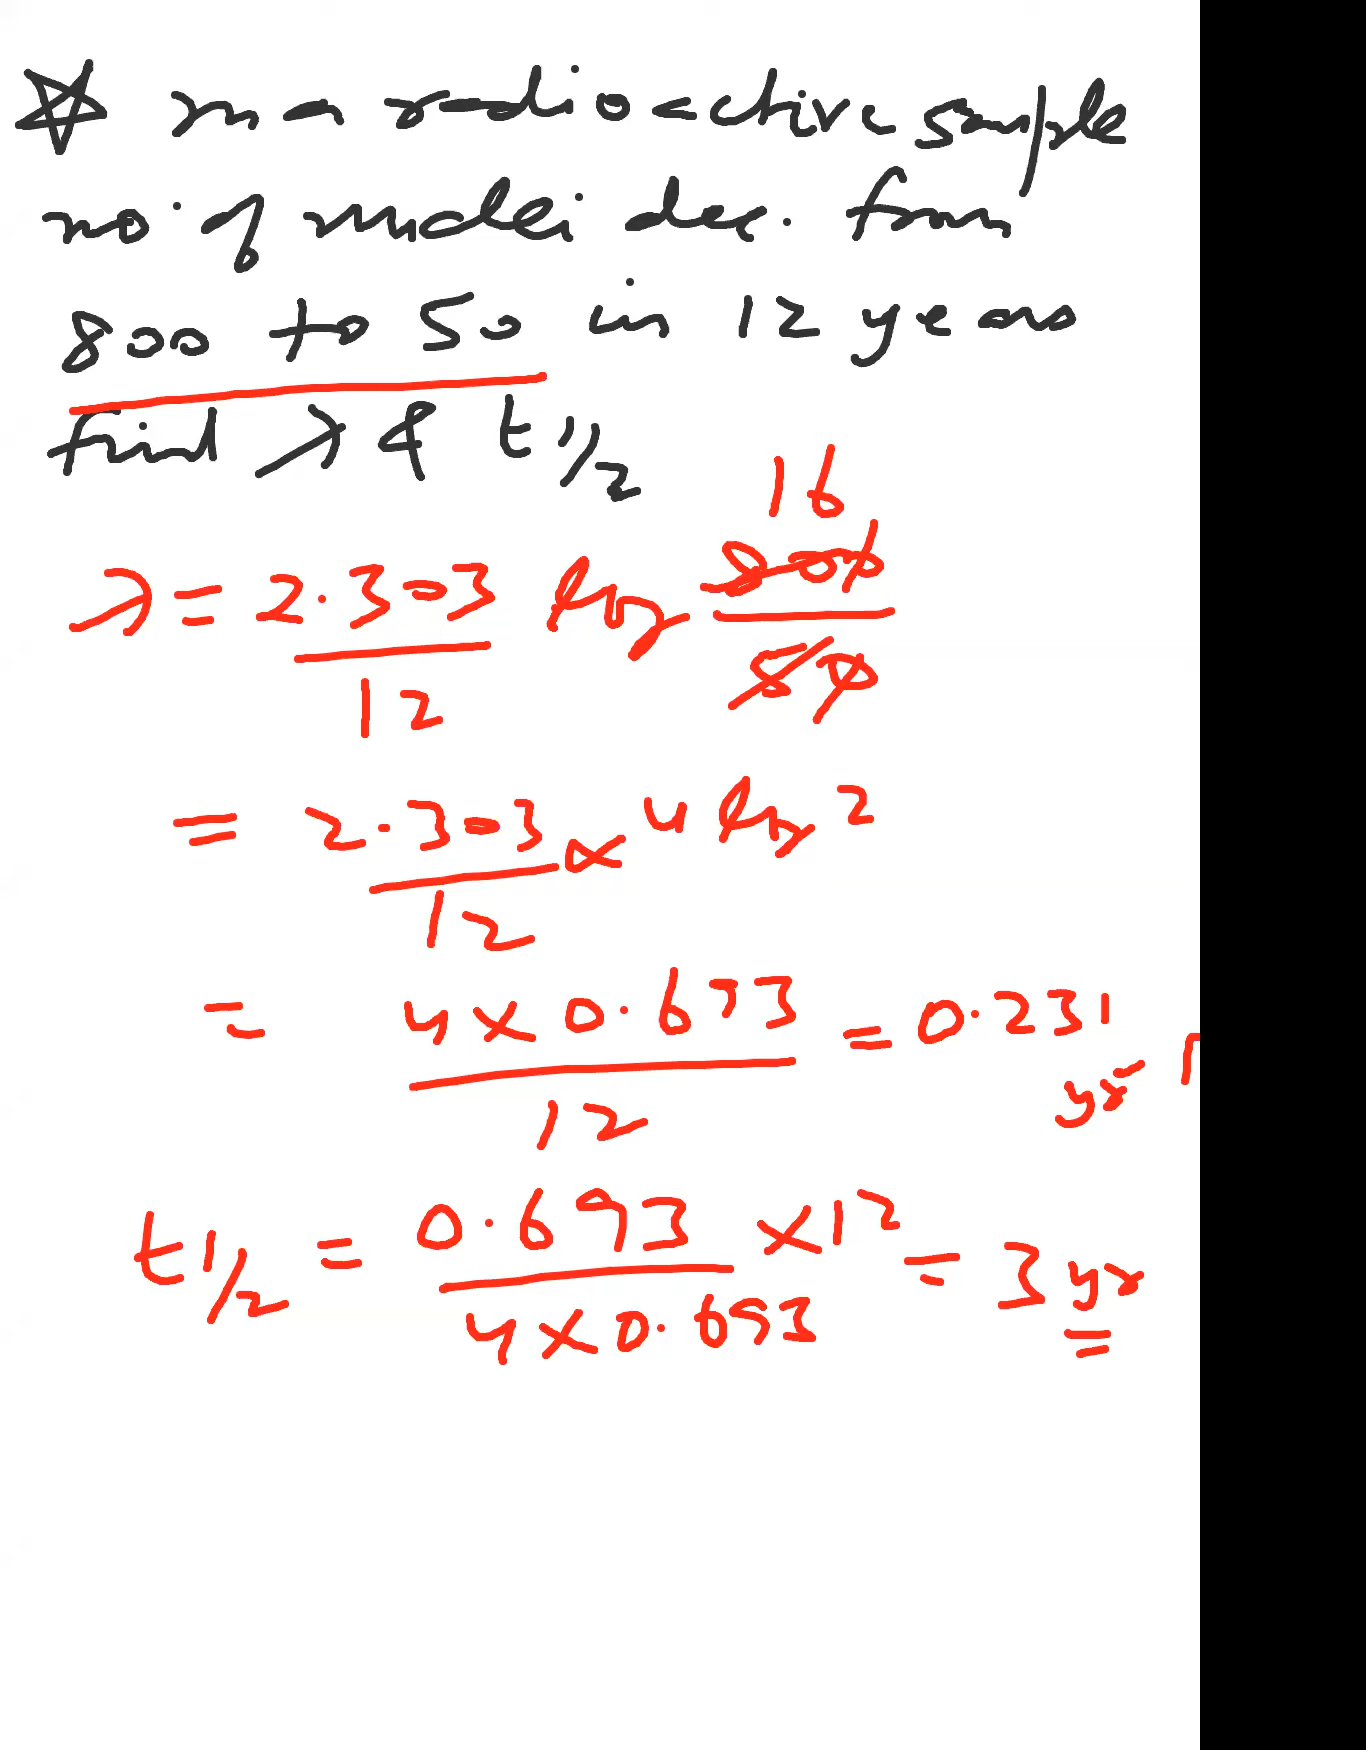 ☆ In a radioactive sample
no. of nuclei dec. from
800 to 50 in 12 years
find λ & t 1/2
λ = 2.303/12 log 800/50 16
= 2.303/12 × 4 log 2
= 4 × 0.693/12 = 0.231 yr⁻¹
t 1/2 = 0.693/4 × 0.693 × 12 = 3 yr